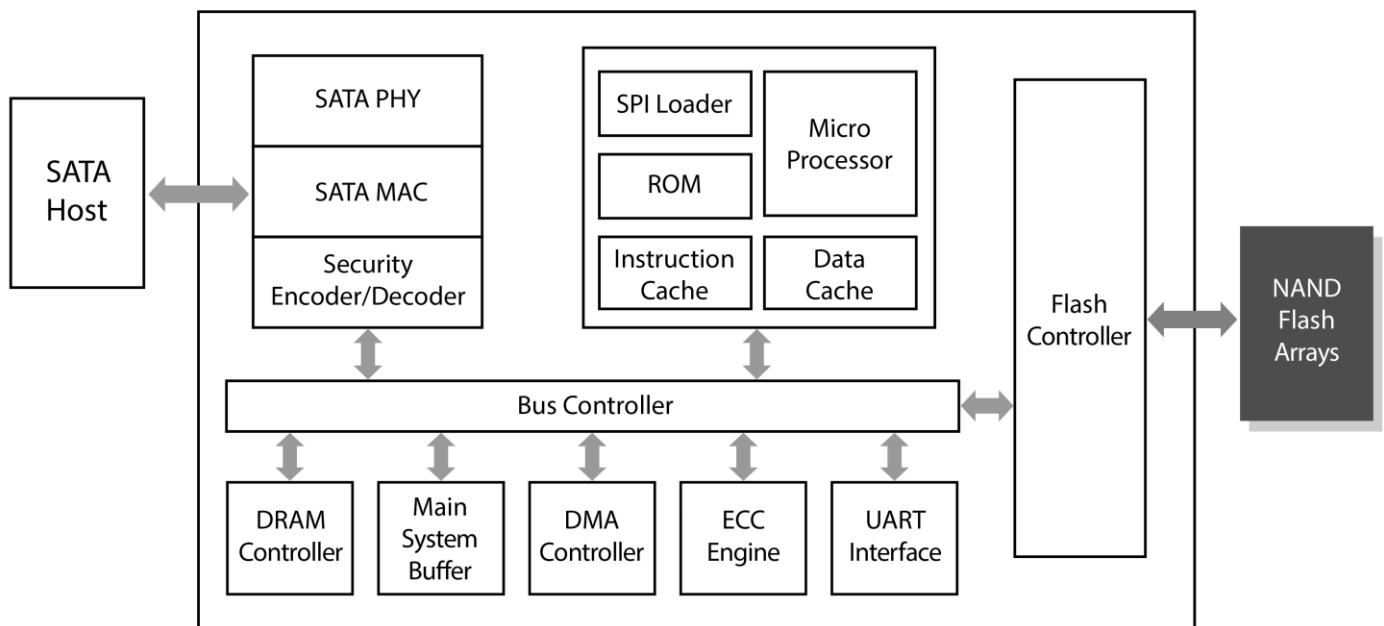 SATA
Host
SATA PHY
SATA MAC
Security
Encoder/Decoder
SPI Loader
ROM
Instruction
Cache
Micro
Processor
Data
Cache
Flash
Controller
NAND
Flash
Arrays
Bus Controller
DRAM
Controller
Main
System
Buffer
DMA
Controller
ECC
Engine
UART
Interface